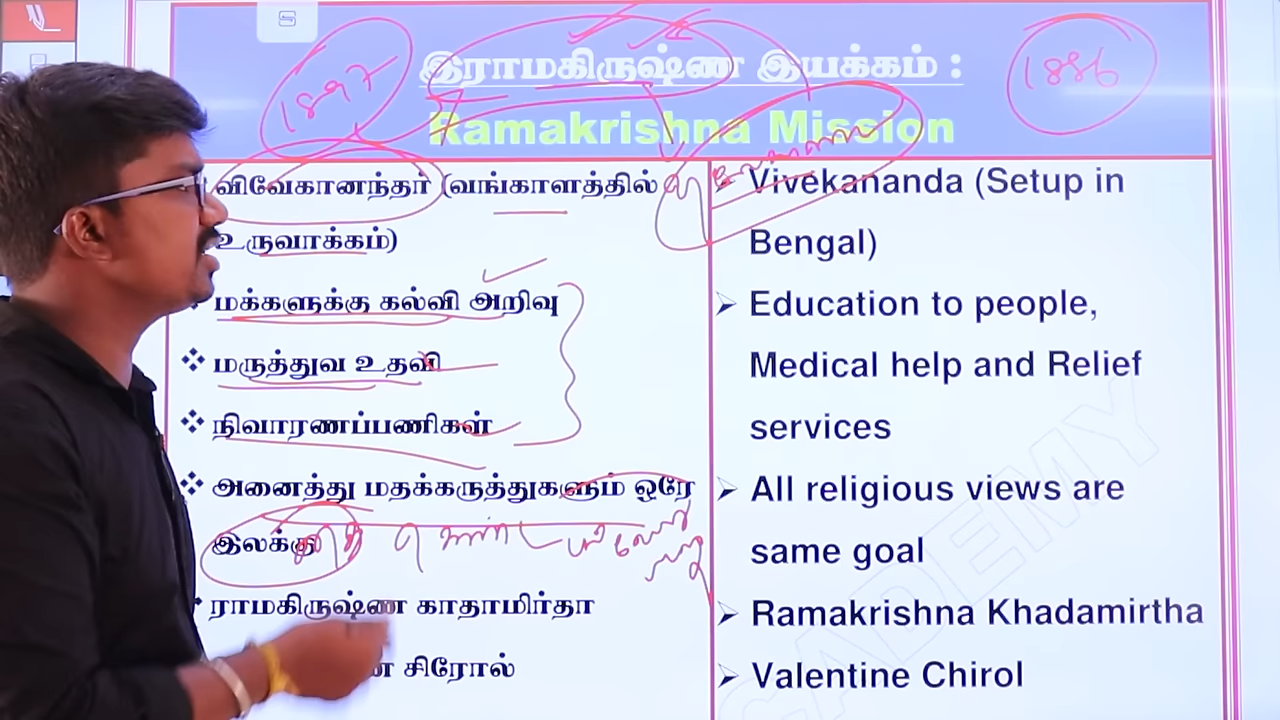 இராமகிருஷ்ண இயக்கம் :
Ramakrishna Mission
1897
1886
விவேகானந்தர் (வங்காளத்தில்
உருவாக்கம்)
மக்களுக்கு கல்வி அறிவு
மருத்துவ உதவி
நிவாரணப்பணிகள்
அனைத்து மதக்கருத்துகளும் ஒரே
இலக்கு
ராமகிருஷ்ண காதாமிர்தா
சிரோல்
Vivekananda (Setup in
Bengal)
Education to people,
Medical help and Relief
services
All religious views are
same goal
Ramakrishna Khadamirtha
Valentine Chirol